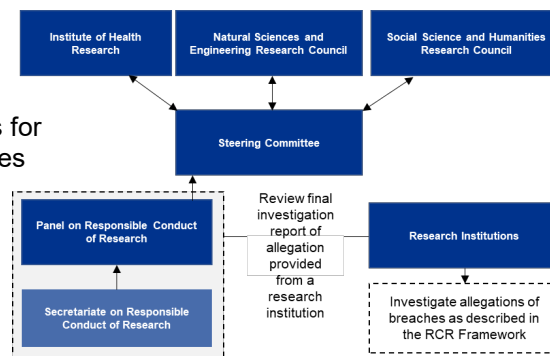 Institute of Health
Research
Natural Sciences and
Engineering Research Council
Social Science and Humanities
Research Council
s for
es
Steering Committee
Panel on Responsible Conduct
of Research
Secretariate on Responsible
Conduct of Research
Review final
investigation
report of
allegation
provided
from a
research
institution
Research Institutions
Investigate allegations of
breaches as described in
the RCR Framework